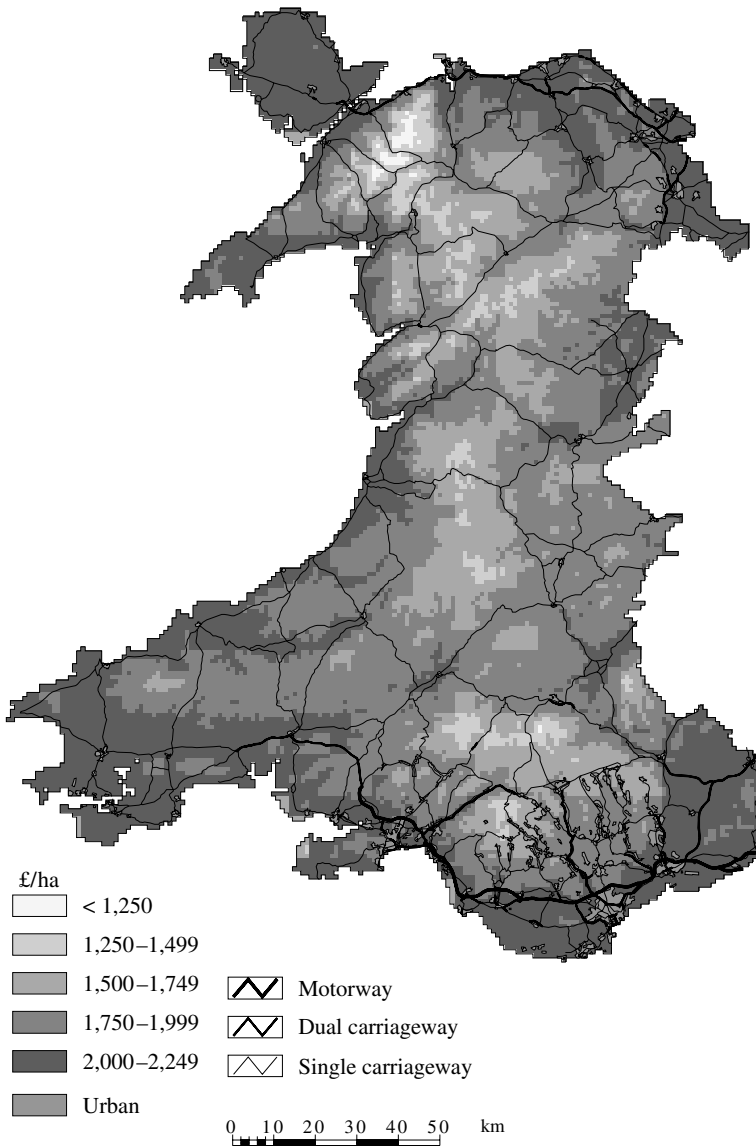 £/ha
< 1,250
1,250–1,499
1,500–1,749
1,750–1,999
2,000–2,249
Urban
Motorway
Dual carriageway
Single carriageway
0 10 20 30 40 50 km